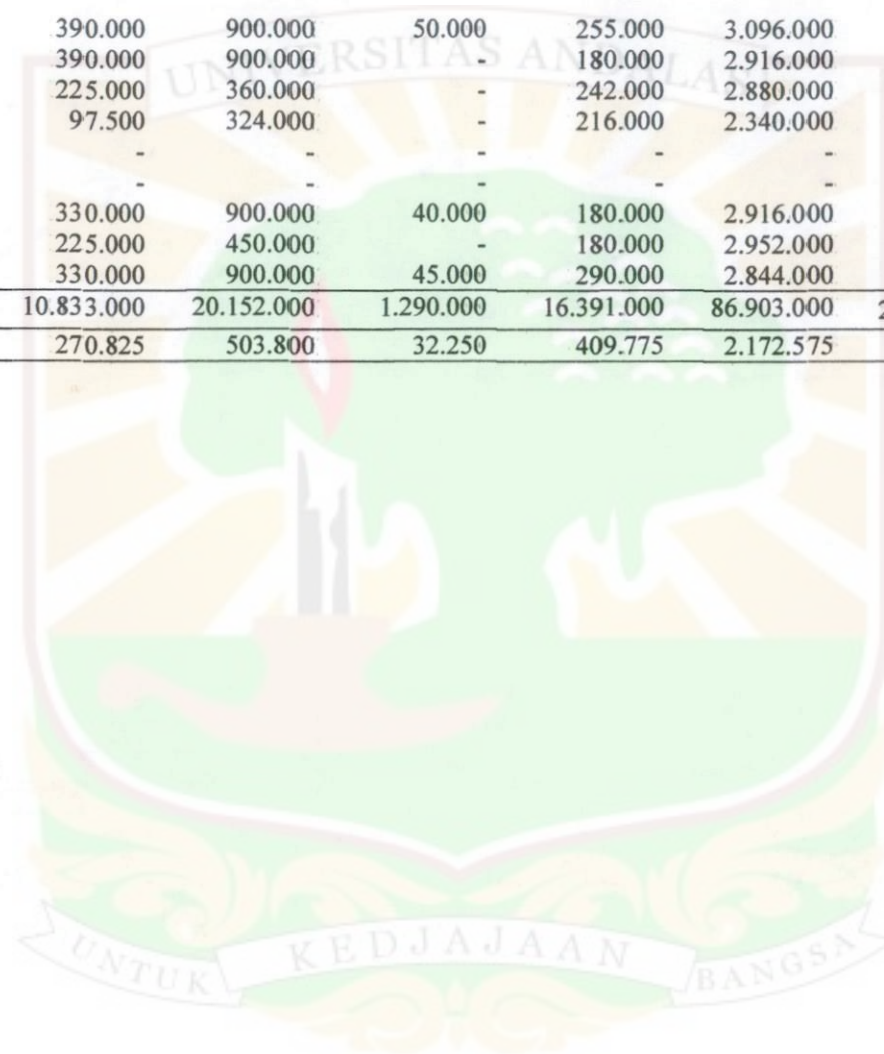 390.000 900.000 50.000 255.000 3.096.000
UNIVERSITAS ANDALAS
390.000 900.000 - 180.000 2.916.000
225.000 360.000 - 242.000 2.880.000
97.500 324.000 - 216.000 2.340.000
- - - - -
- - - - -
330.000 900.000 40.000 180.000 2.916.000
225.000 450.000 - 180.000 2.952.000
330.000 900.000 45.000 290.000 2.844.000
10.833.000 20.152.000 1.290.000 16.391.000 86.903.000 2
270.825 503.800 32.250 409.775 2.172.575
UNTUK KEDJAJAAN BANGSA